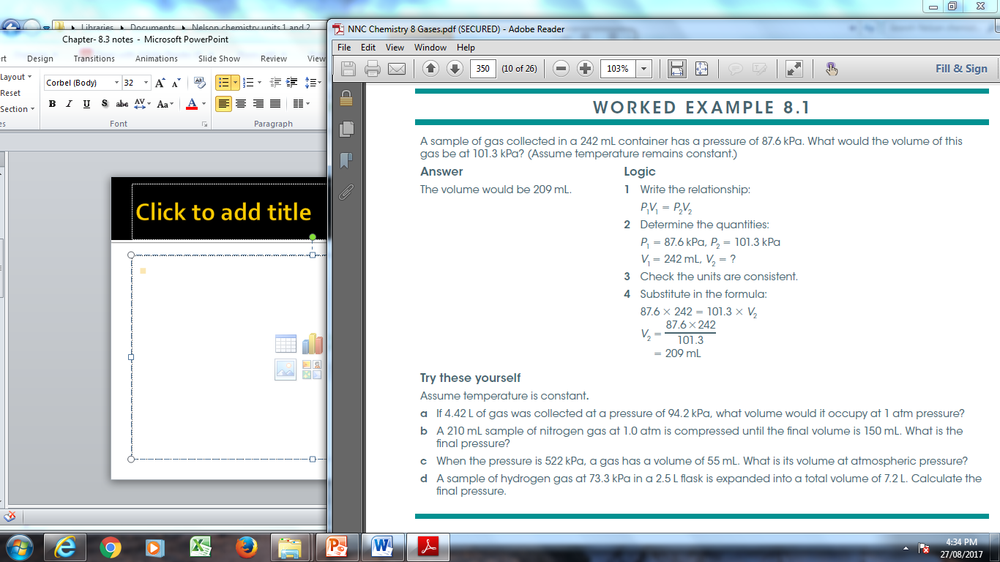 Libraries Documents Nelson chemistry units 1 and 2
Chapter- 8.3 notes - Microsoft PowerPoint
rt Design Transitions Animations Slide Show Review View
Layout
Reset
Section
es
Corbel (Body) 32
B I U S abc AV Aa A
Font
Paragraph
Click to add title
NNC Chemistry 8 Gases.pdf (SECURED) - Adobe Reader
File Edit View Window Help
350 (10 of 26) 103% Fill & Sign
WORKED EXAMPLE 8.1
A sample of gas collected in a 242 mL container has a pressure of 87.6 kPa. What would the volume of this
gas be at 101.3 kPa? (Assume temperature remains constant.)
Answer
The volume would be 209 mL.
Logic
1 Write the relationship:
P₁V₁ = P₂V₂
2 Determine the quantities:
P₁ = 87.6 kPa, P₂ = 101.3 kPa
V₁ = 242 mL, V₂ = ?
3 Check the units are consistent.
4 Substitute in the formula:
87.6 × 242 = 101.3 × V₂
V₂ = 87.6 × 242
101.3
= 209 mL
Try these yourself
Assume temperature is constant.
a If 4.42 L of gas was collected at a pressure of 94.2 kPa, what volume would it occupy at 1 atm pressure?
b A 210 mL sample of nitrogen gas at 1.0 atm is compressed until the final volume is 150 mL. What is the
final pressure?
c When the pressure is 522 kPa, a gas has a volume of 55 mL. What is its volume at atmospheric pressure?
d A sample of hydrogen gas at 73.3 kPa in a 2.5 L flask is expanded into a total volume of 7.2 L. Calculate the
final pressure.
4:34 PM
27/08/2017